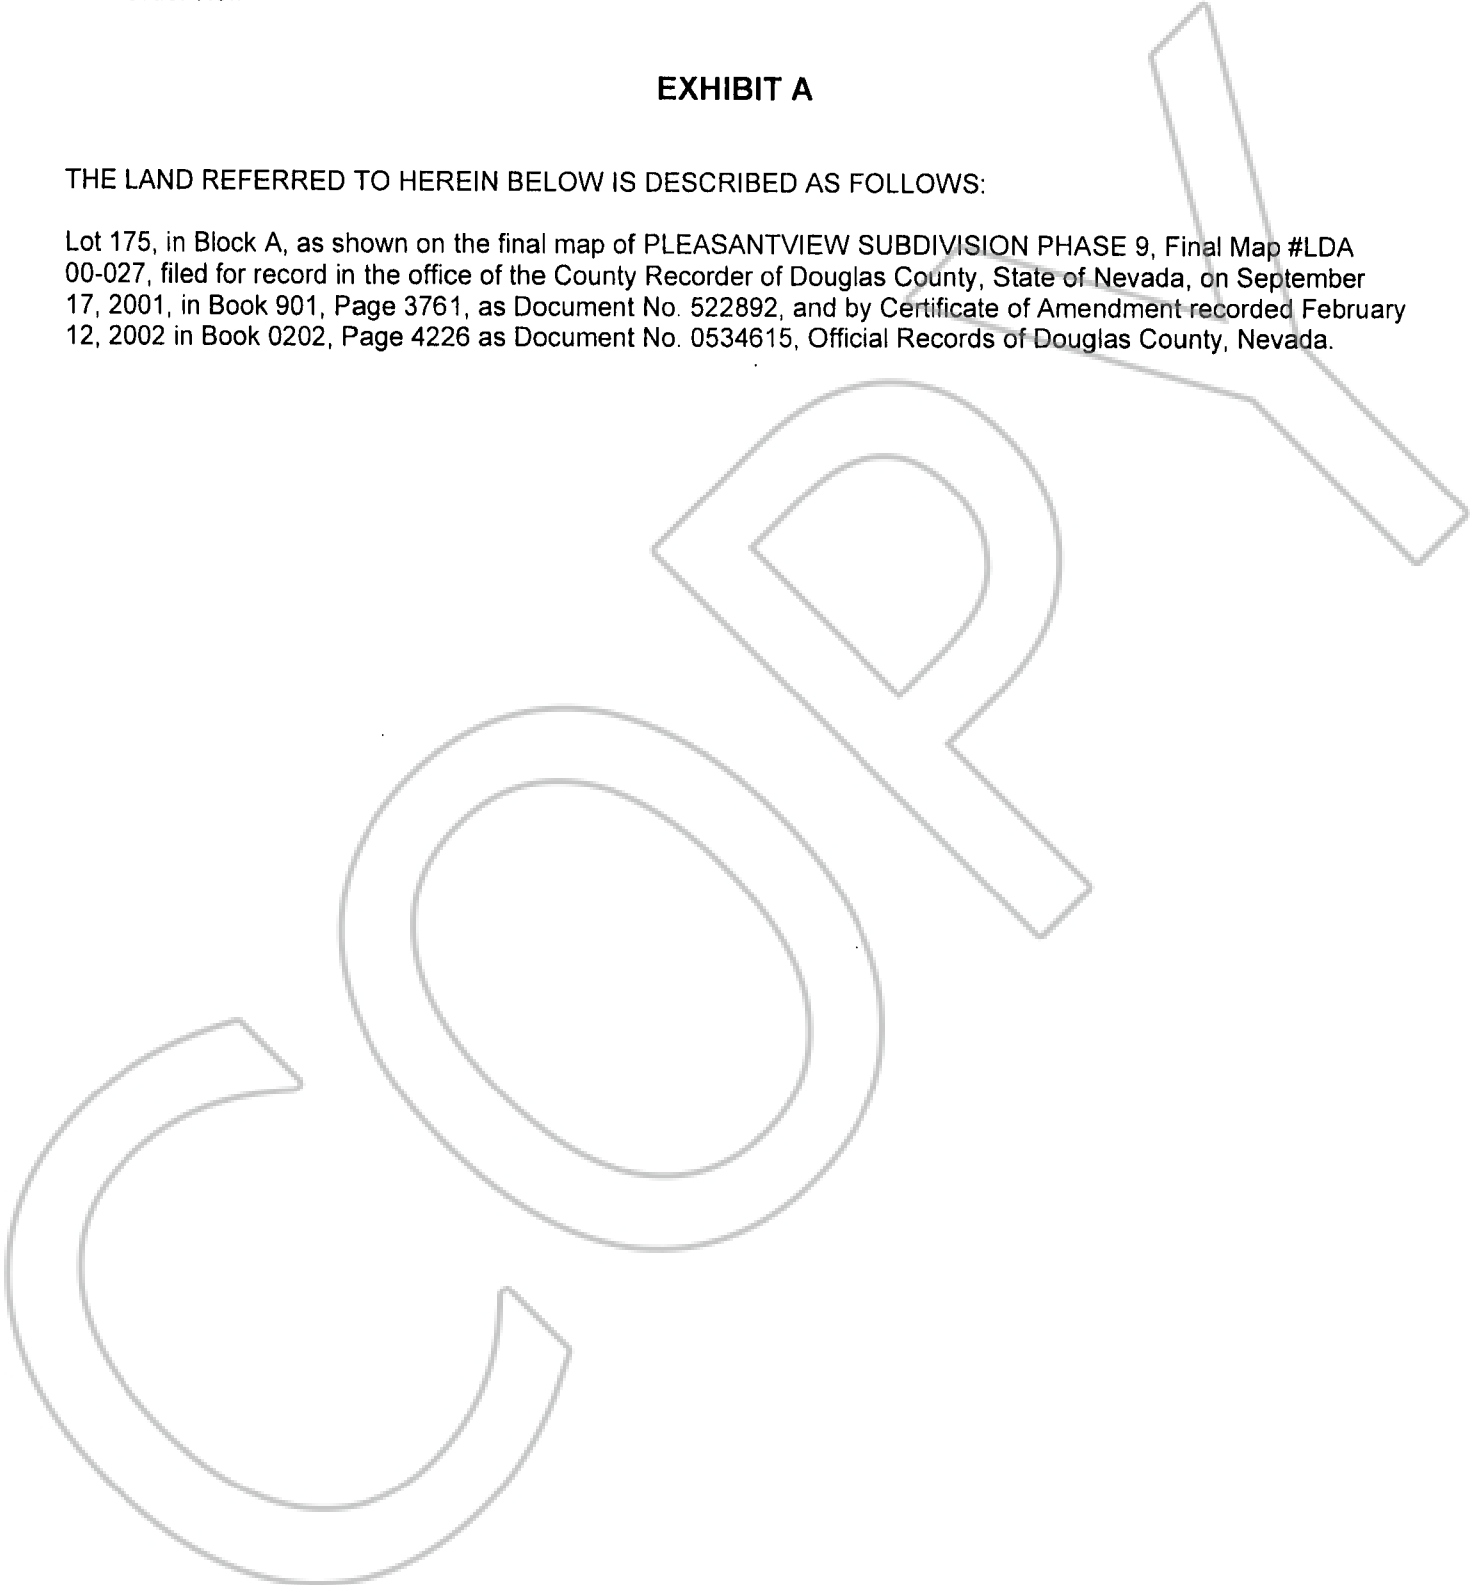 EXHIBIT A
THE LAND REFERRED TO HEREIN BELOW IS DESCRIBED AS FOLLOWS:
Lot 175, in Block A, as shown on the final map of PLEASANTVIEW SUBDIVISION PHASE 9, Final Map #LDA
00-027, filed for record in the office of the County Recorder of Douglas County, State of Nevada, on September
17, 2001, in Book 901, Page 3761, as Document No. 522892, and by Certificate of Amendment recorded February
12, 2002 in Book 0202, Page 4226 as Document No. 0534615, Official Records of Douglas County, Nevada.
COPY